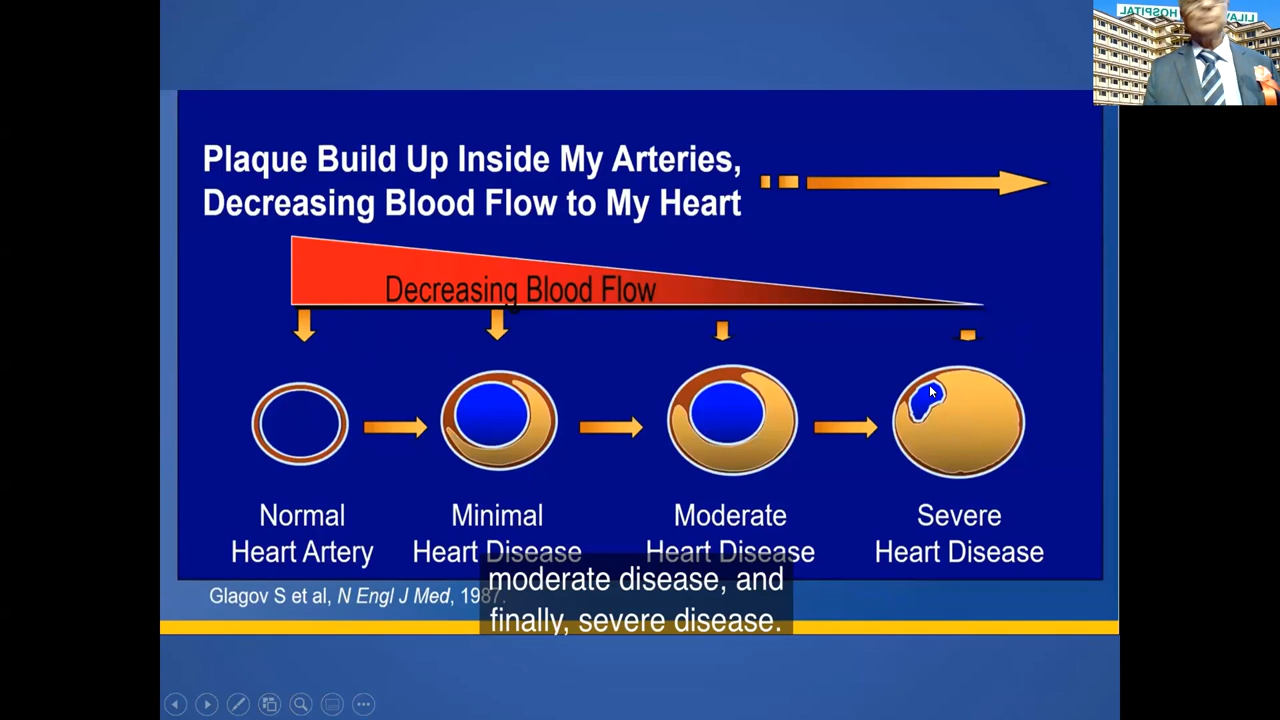 LILAV HOSPITAL
Plaque Build Up Inside My Arteries,
Decreasing Blood Flow to My Heart
Decreasing Blood Flow
Normal
Heart Artery
Minimal
Heart Disease
Moderate
Heart Disease
Severe
Heart Disease
moderate disease, and
finally, severe disease.
Glagov S et al, N Engl J Med, 1987.